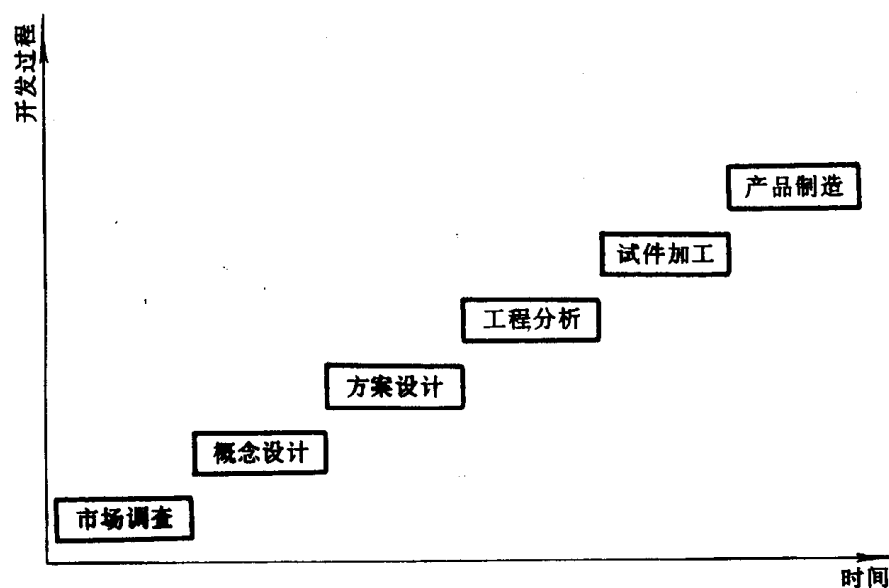 开发过程
产品制造
试件加工
工程分析
方案设计
概念设计
市场调查
时间